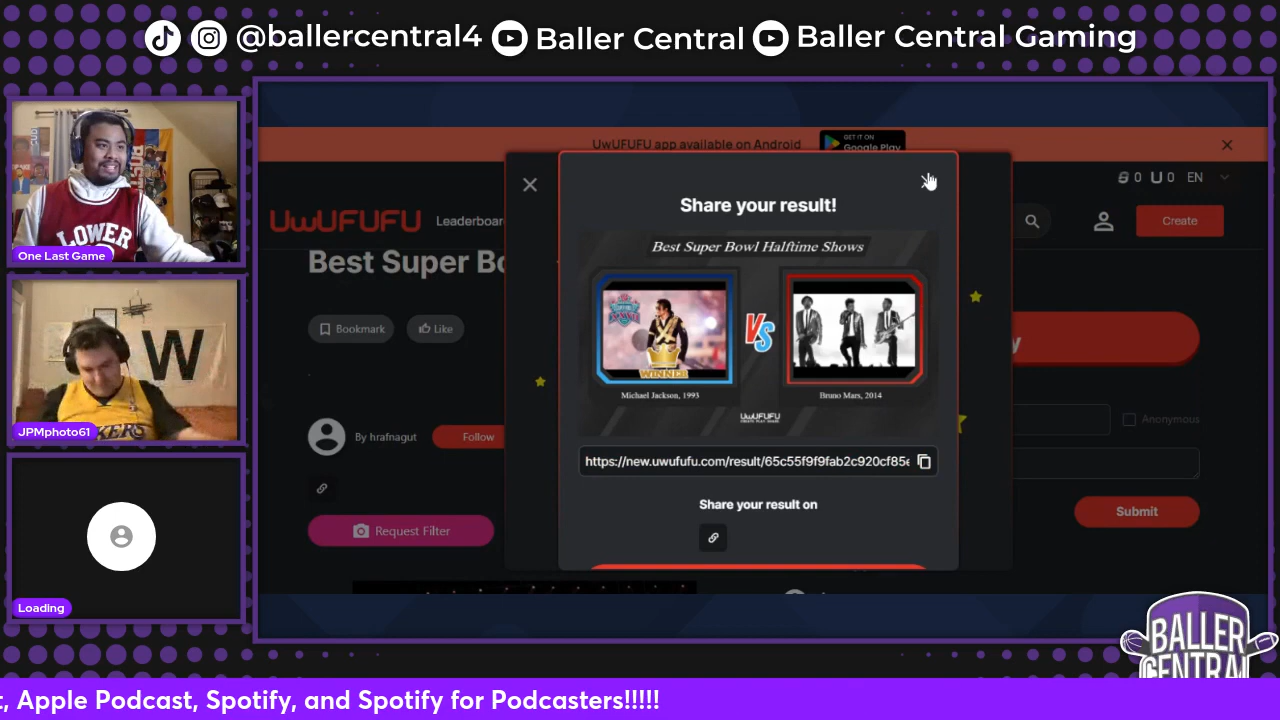 @ballercentral4 Baller Central Baller Central Gaming
UwUFUFU app available on Android
GET IT ON
Google Play
0 0 EN
UWUFUFU Leaderboar
Create
Best Super Bo
Bookmark Like
By hrafnagut Follow
Request Filter
Share your result!
Best Super Bowl Halftime Shows
VS
WINNER
Michael Jackson, 1993
Bruno Mars, 2014
UWUFUFU
https://new.uwufufu.com/result/65c55f9f9fab2c920cf85e
Share your result on
y
Anonymous
Submit
LOWER
One Last Game
W
KERS
JPMphoto61
Loading
BALLER
CENTRAL
t, Apple Podcast, Spotify, and Spotify for Podcasters!!!!!